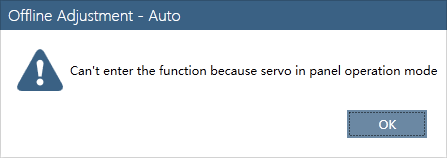 Offline Adjustment - Auto
Can't enter the function because servo in panel operation mode
OK